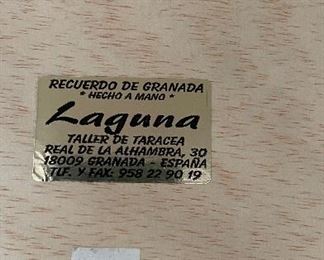 RECUERDO DE GRANADA
* HECHO A MANO *
Laguna
TALLER DE TARACEA
REAL DE LA ALHAMBRA, 30
18009 GRANADA - ESPAÑA
TLF. Y FAX: 958 22 90 19